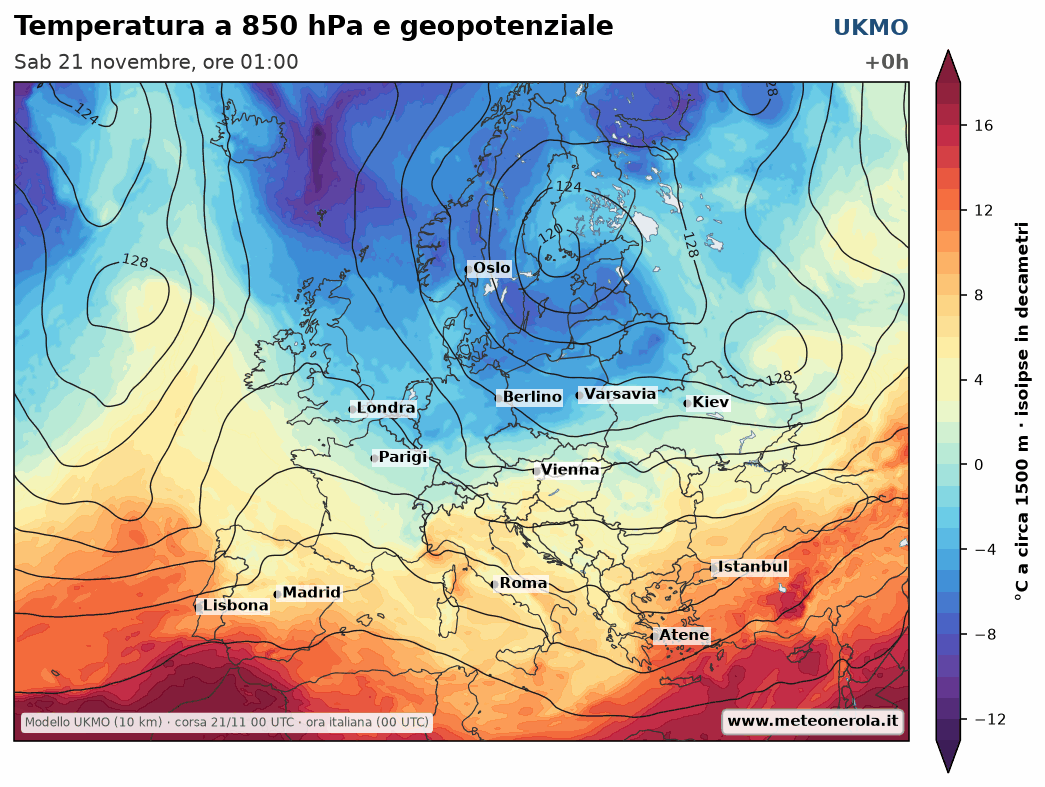 Temperatura a 850 hPa e geopotenziale
UKMO
Sab 21 novembre, ore 01:00
+0h
124
128
128
124
120
128
128
Oslo
Londra
Berlino
Varsavia
Kiev
Parigi
Vienna
Istanbul
Roma
Madrid
Lisbona
Atene
16
12
8
4
0
−4
−8
−12
°C a circa 1500 m · isoipse in decametri
Modello UKMO (10 km) · corsa 21/11 00 UTC · ora italiana (00 UTC)
www.meteonerola.it